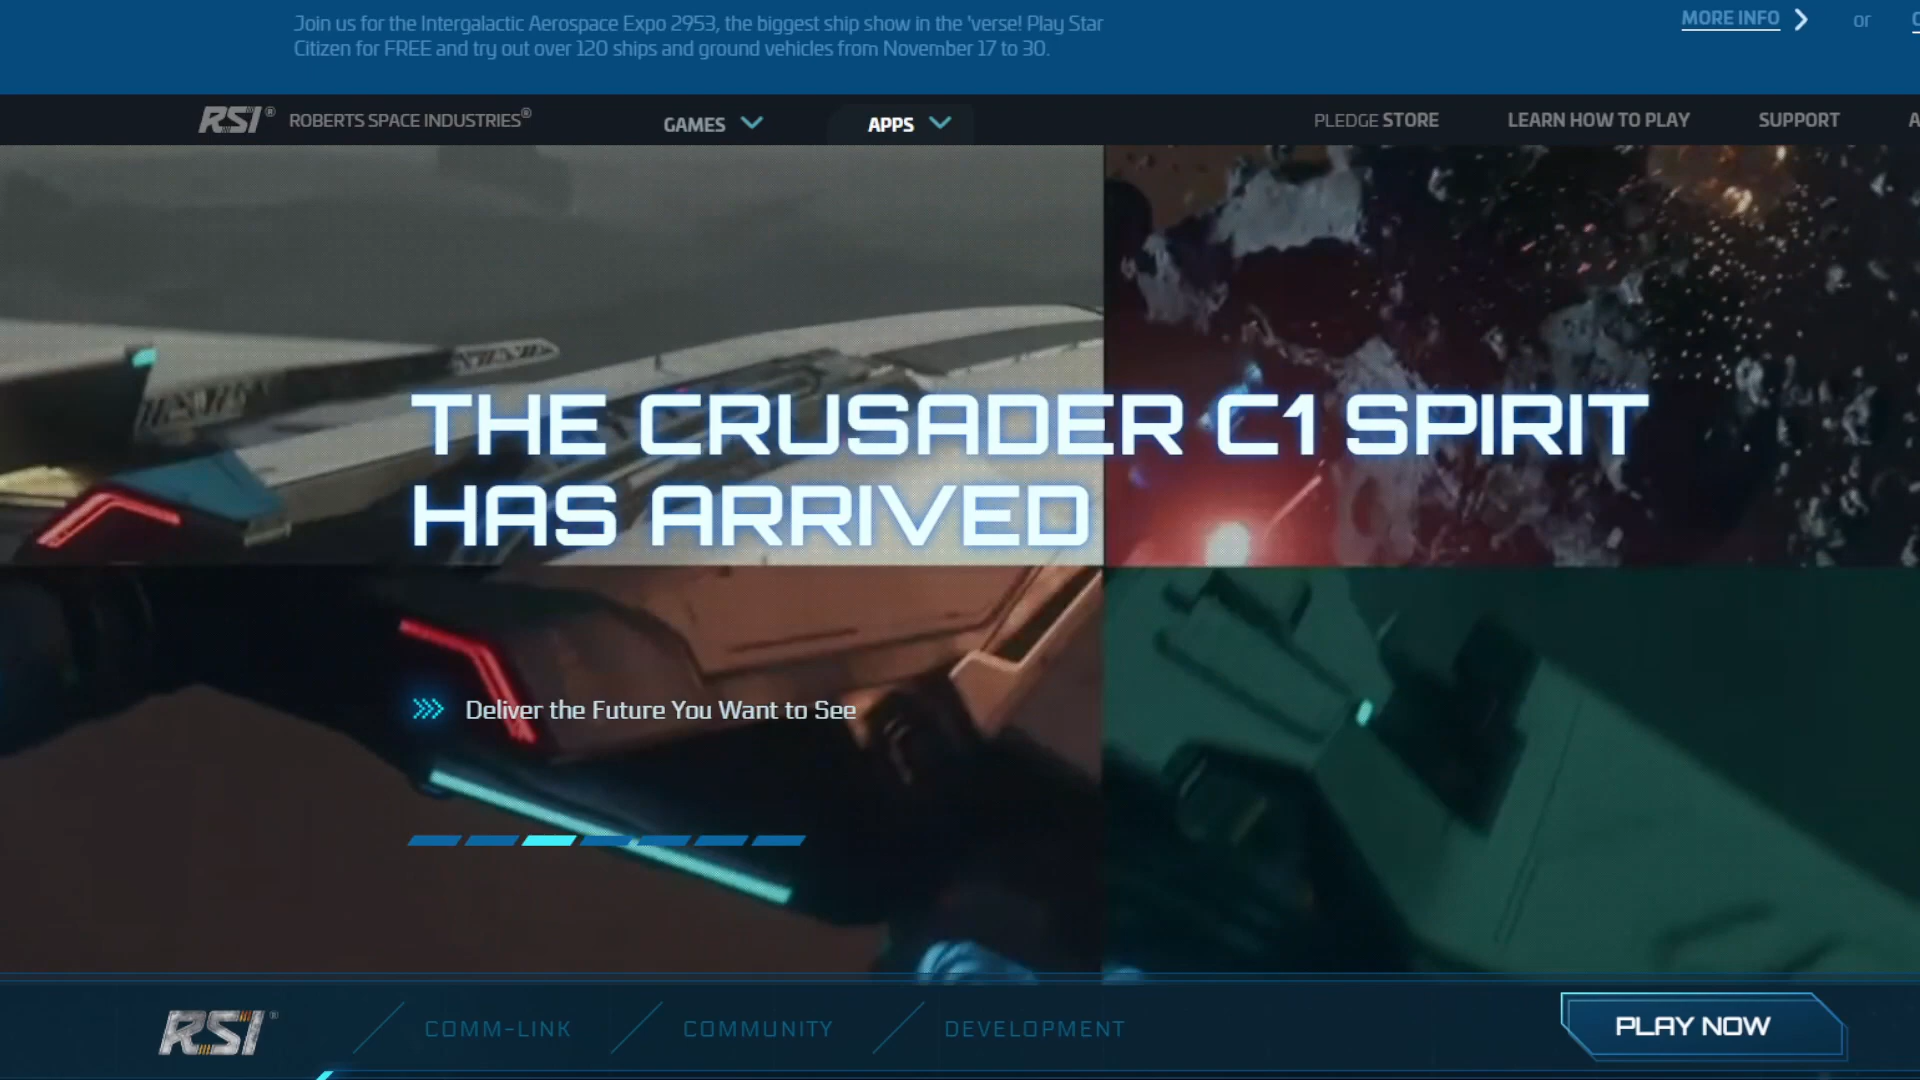 Join us for the Intergalactic Aerospace Expo 2953, the biggest ship show in the 'verse! Play Star
Citizen for FREE and try out over 120 ships and ground vehicles from November 17 to 30.
MORE INFO or
RSI® ROBERTS SPACE INDUSTRIES® GAMES APPS PLEDGE STORE LEARN HOW TO PLAY SUPPORT
THE CRUSADER C1 SPIRIT
HAS ARRIVED
Deliver the Future You Want to See
RSI® COMM-LINK COMMUNITY DEVELOPMENT PLAY NOW